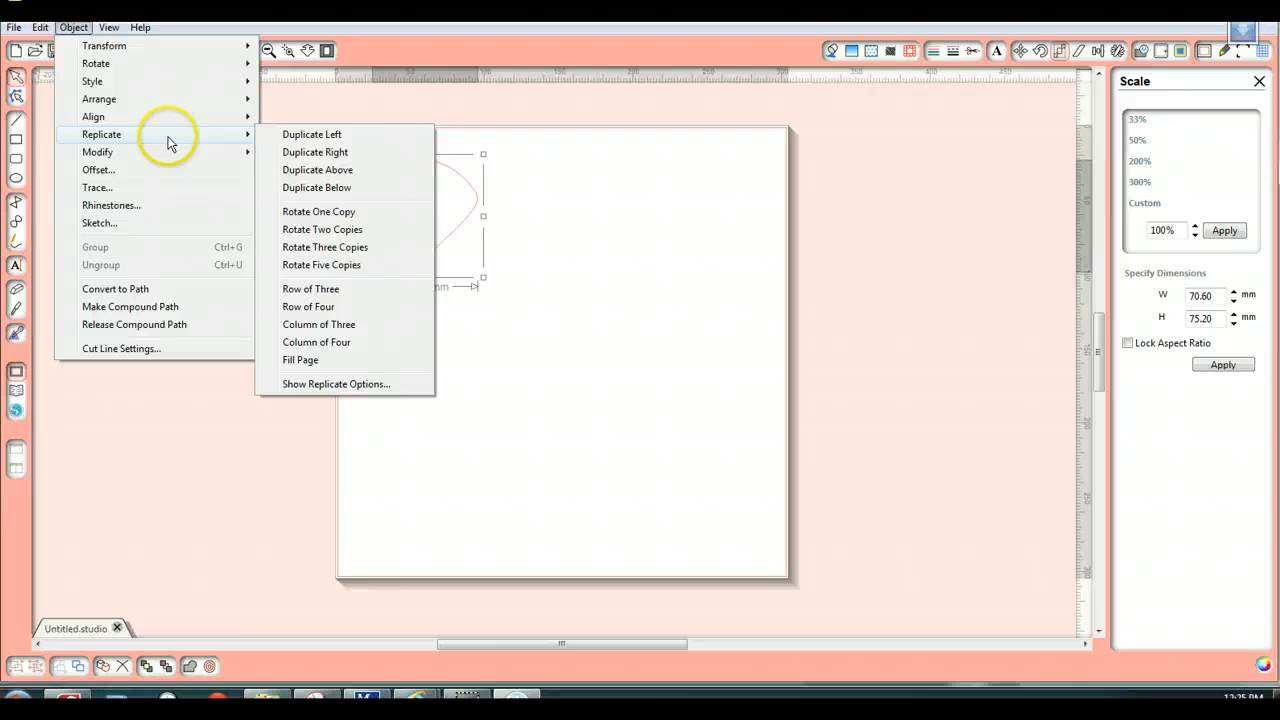 File Edit Object View Help
Transform
Rotate
Style
Arrange
Align
Replicate
Modify
Offset...
Trace...
Rhinestones...
Sketch...
Group Ctrl+G
Ungroup Ctrl+U
Convert to Path
Make Compound Path
Release Compound Path
Cut Line Settings...
Duplicate Left
Duplicate Right
Duplicate Above
Duplicate Below
Rotate One Copy
Rotate Two Copies
Rotate Three Copies
Rotate Five Copies
Row of Three
Row of Four
Column of Three
Column of Four
Fill Page
Show Replicate Options...
mm
Scale
33%
50%
200%
300%
Custom
100% Apply
Specify Dimensions
W 70.60 mm
H 75.20 mm
Lock Aspect Ratio
Apply
Untitled.studio
12:25 PM